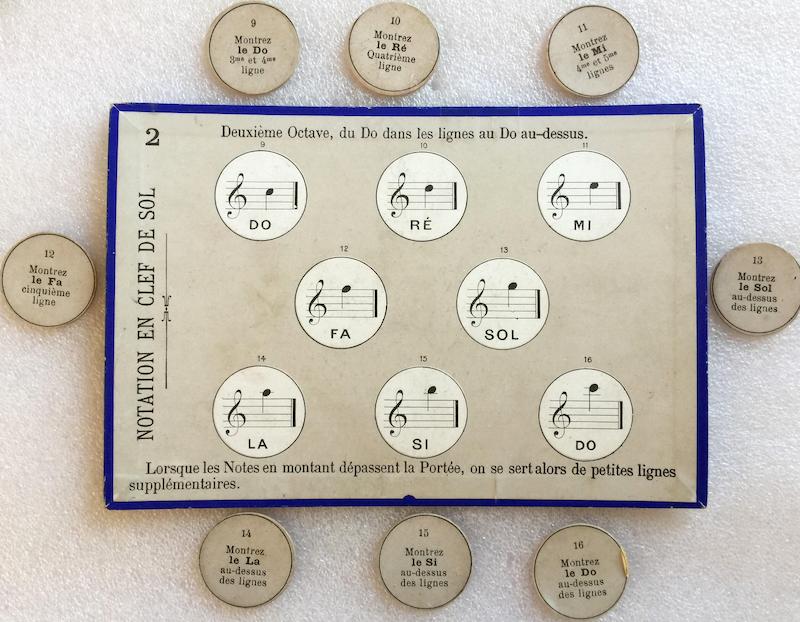 9
Montrez
le Do
3me et 4me
ligne
10
Montrez
le Ré
Quatrième
ligne
11
Montrez
le Mi
4me et 5me
lignes
2
Deuxième Octave, du Do dans les lignes au Do au-dessus.
NOTATION EN CLEF DE SOL
9
DO
10
RÉ
11
MI
12
FA
13
SOL
14
LA
15
SI
16
DO
Lorsque les Notes en montant dépassent la Portée, on se sert alors de petites lignes
supplémentaires.
12
Montrez
le Fa
cinquième
ligne
13
Montrez
le Sol
au-dessus
des lignes
14
Montrez
le La
au-dessus
des lignes
15
Montrez
le Si
au-dessus
des lignes
16
Montrez
le Do
au-dessus
des lignes